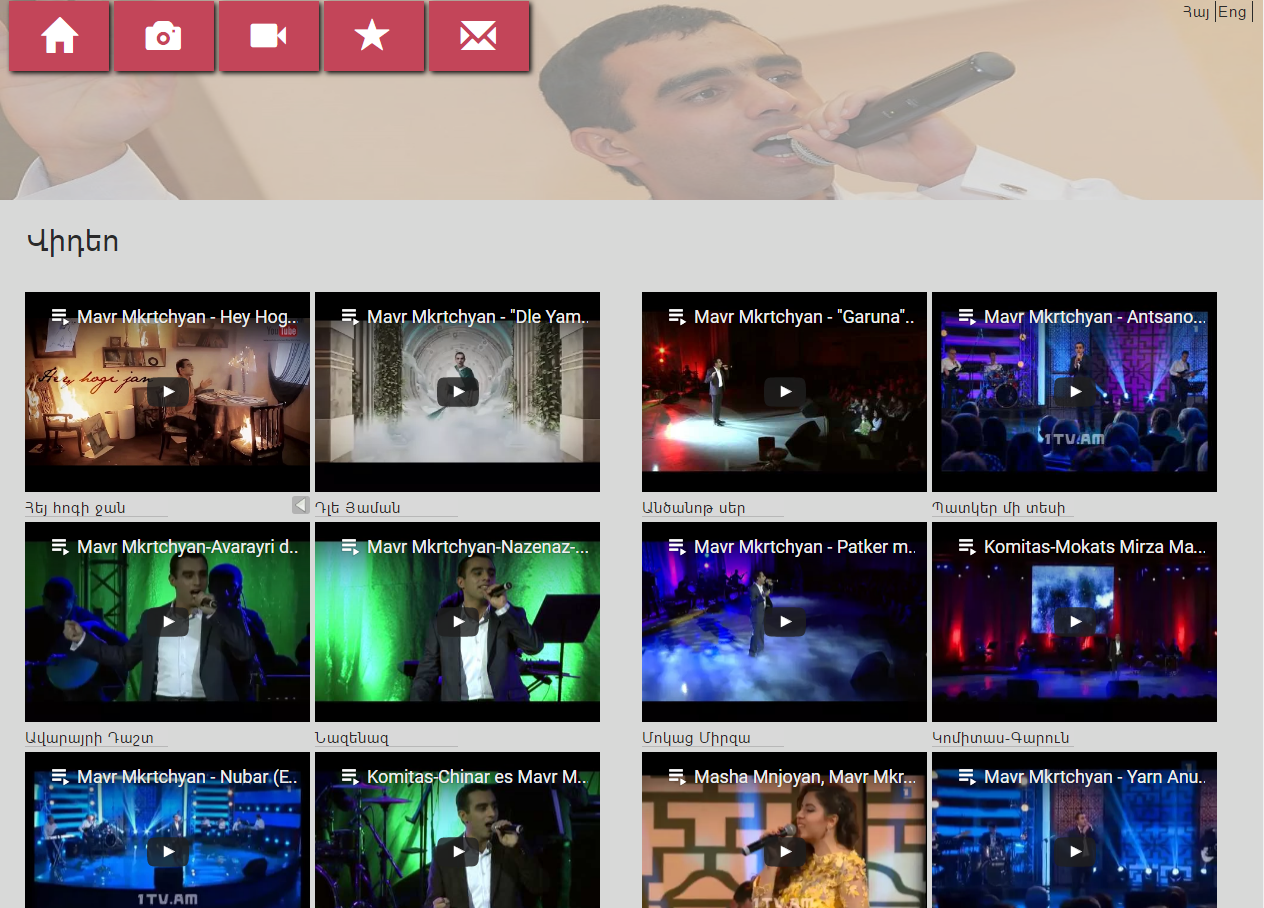 Հայ Eng
Վիդեո
Mavr Mkrtchyan - Hey Hog...
YouTube
Hey hogi jan
Mavr Mkrtchyan - "Dle Yam...
Mavr Mkrtchyan - "Garuna"...
Mavr Mkrtchyan - Antsano...
1TV.AM
Հեյ հոգի ջան
Դլե Յաման
Անծանոթ սեր
Պատկեր մի տեսի
Mavr Mkrtchyan-Avarayri d...
Mavr Mkrtchyan-Nazenaz-...
Mavr Mkrtchyan - Patker m...
Komitas-Mokats Mirza Ma...
Ավարայրի Դաշտ
Նազենազ
Մոկաց Միրզա
Կոմիտաս-Գարուն
Mavr Mkrtchyan - Nubar (E...
1TV.AM
Komitas-Chinar es Mavr M...
Masha Mnjoyan, Mavr Mkr...
1TV.AM
Mavr Mkrtchyan - Yarn Anu...